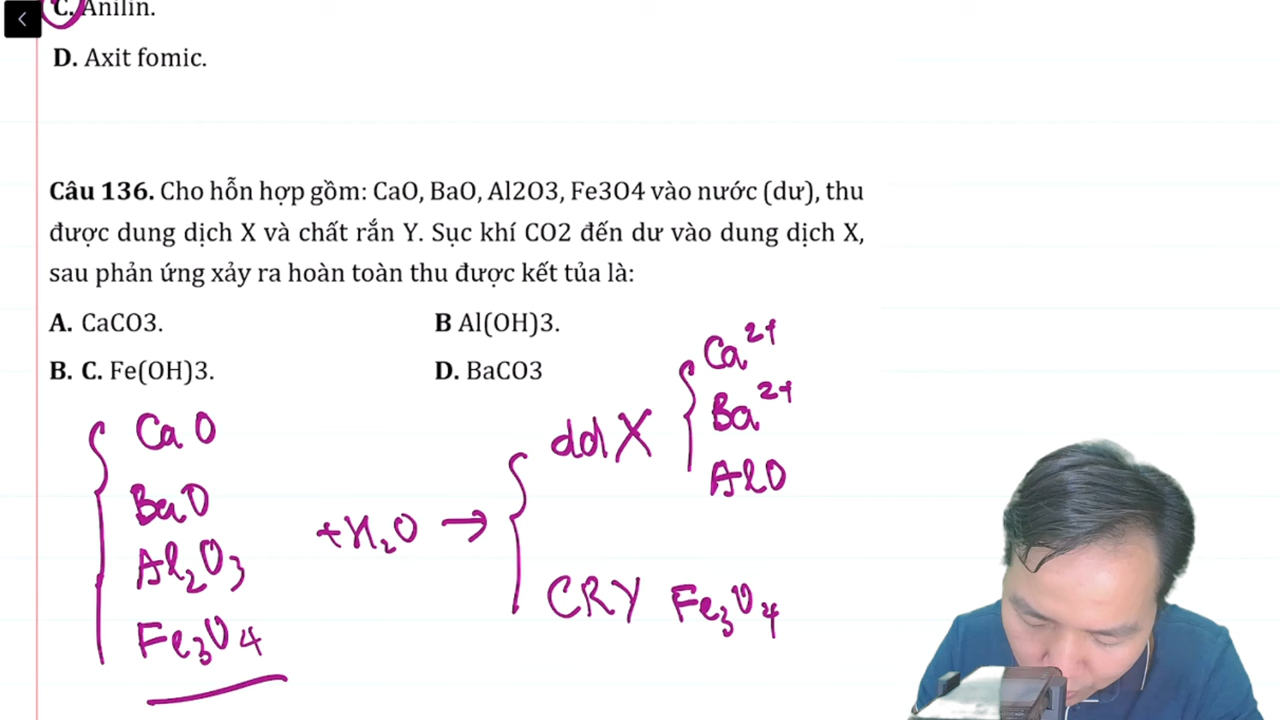 C. Anilin.
D. Axit fomic.
Câu 136. Cho hỗn hợp gồm: CaO, BaO, Al2O3, Fe3O4 vào nước (dư), thu
được dung dịch X và chất rắn Y. Sục khí CO2 đến dư vào dung dịch X,
sau phản ứng xảy ra hoàn toàn thu được kết tủa là:
A. CaCO3. B Al(OH)3.
B. C. Fe(OH)3. D. BaCO3
CaO
BaO
Al₂O₃
Fe₃O₄
+H₂O →
ddX
Ca²⁺
Ba²⁺
AlO
CRY Fe₃O₄